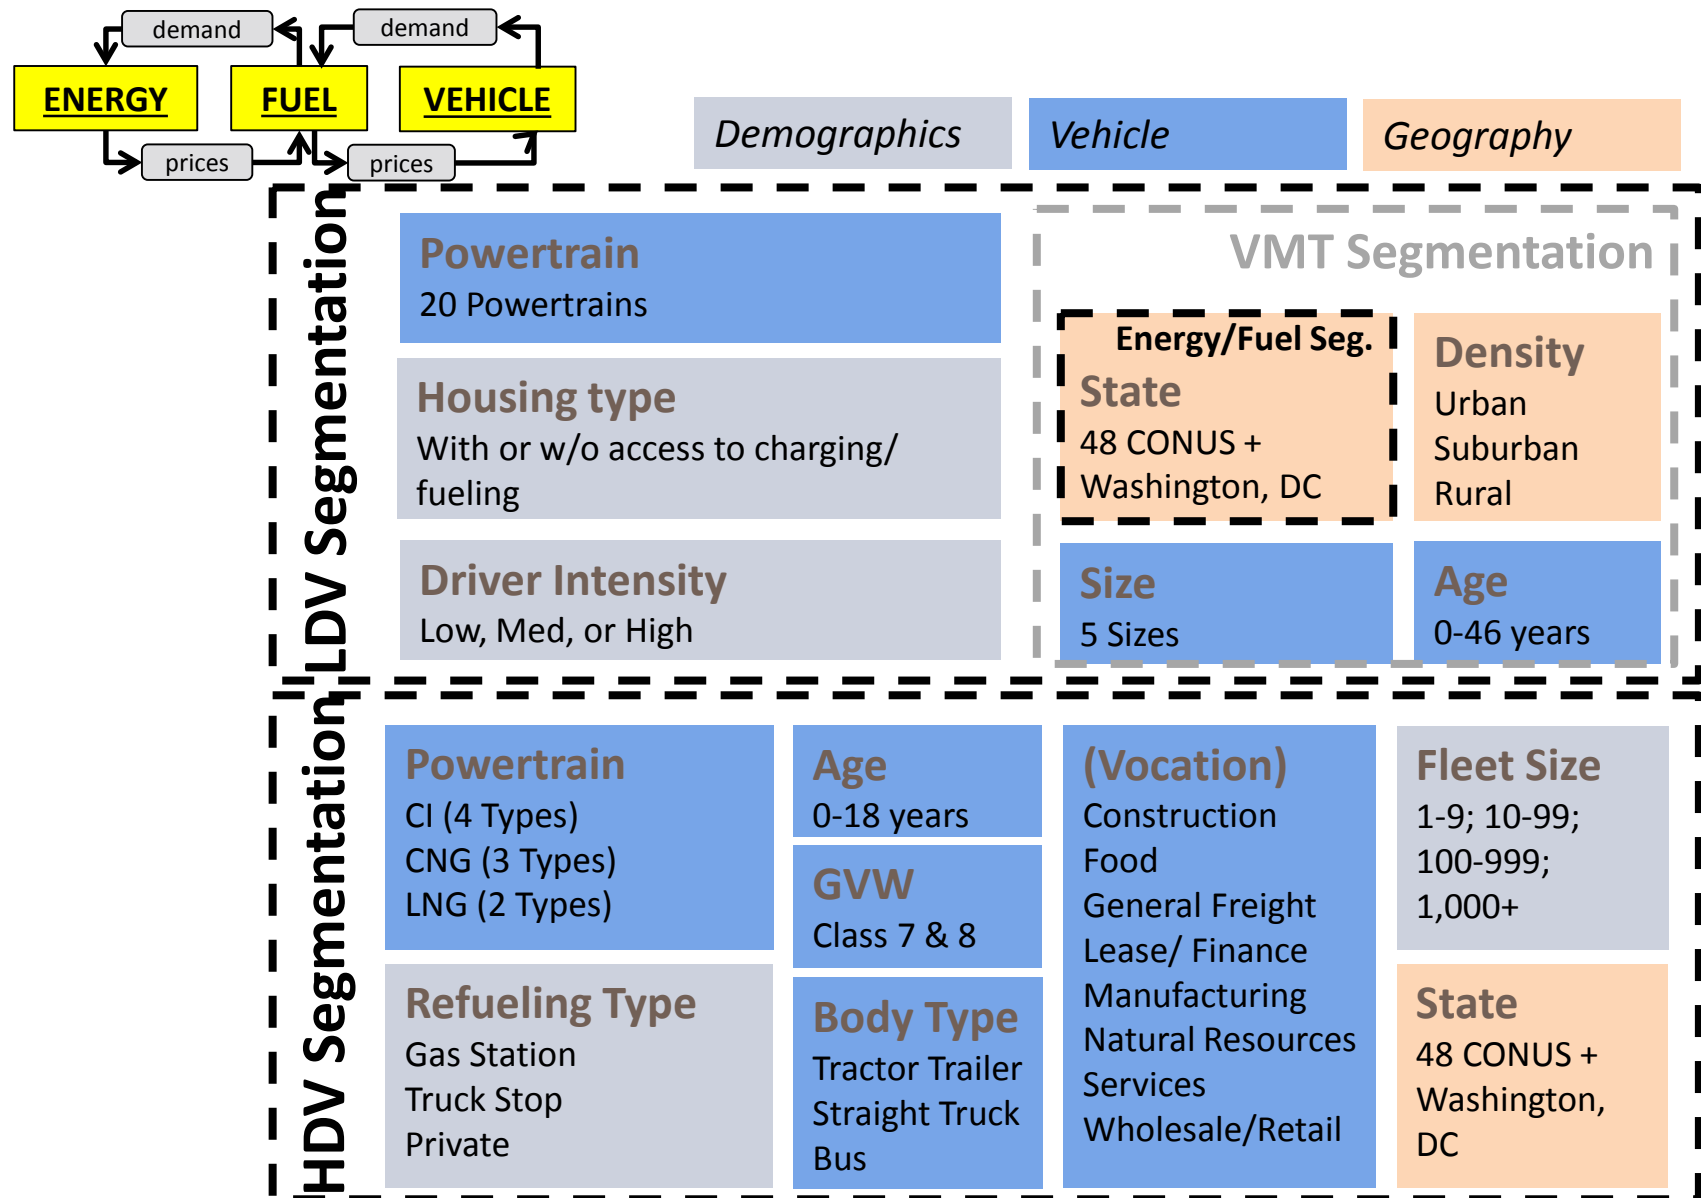 demand
demand
ENERGY
FUEL
VEHICLE
prices
prices
Demographics
Vehicle
Geography
LDV Segmentation
Powertrain
20 Powertrains
Housing type
With or w/o access to charging/
fueling
Driver Intensity
Low, Med, or High
VMT Segmentation
Energy/Fuel Seg.
State
48 CONUS +
Washington, DC
Density
Urban
Suburban
Rural
Size
5 Sizes
Age
0-46 years
HDV Segmentation
Powertrain
CI (4 Types)
CNG (3 Types)
LNG (2 Types)
Refueling Type
Gas Station
Truck Stop
Private
Age
0-18 years
GVW
Class 7 & 8
Body Type
Tractor Trailer
Straight Truck
Bus
(Vocation)
Construction
Food
General Freight
Lease/ Finance
Manufacturing
Natural Resources
Services
Wholesale/Retail
Fleet Size
1-9; 10-99;
100-999;
1,000+
State
48 CONUS +
Washington,
DC